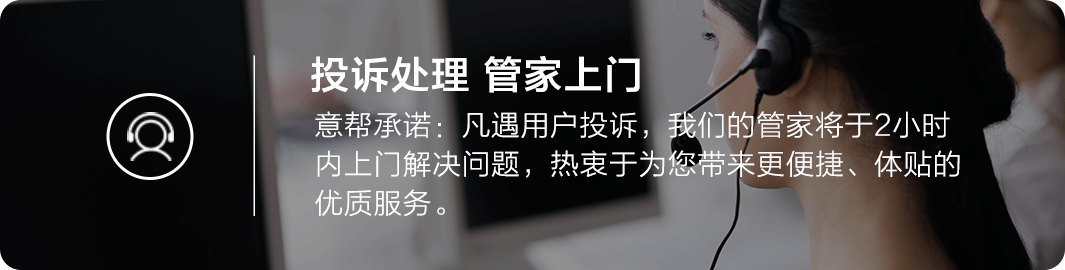 投诉处理 管家上门
意帮承诺：凡遇用户投诉，我们的管家将于2小时
内上门解决问题，热衷于为您带来更便捷、体贴的
优质服务。